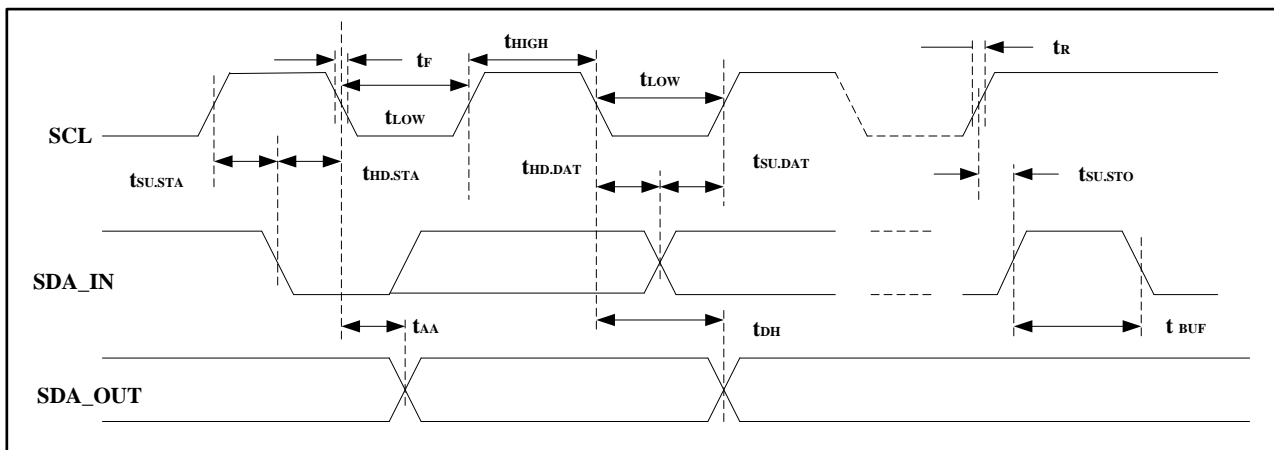 tHIGH
tR
tF
tLOW
tLOW
SCL
tSU.STA
tHD.STA
tHD.DAT
tSU.DAT
tSU.STO
SDA_IN
tAA
tDH
t BUF
SDA_OUT